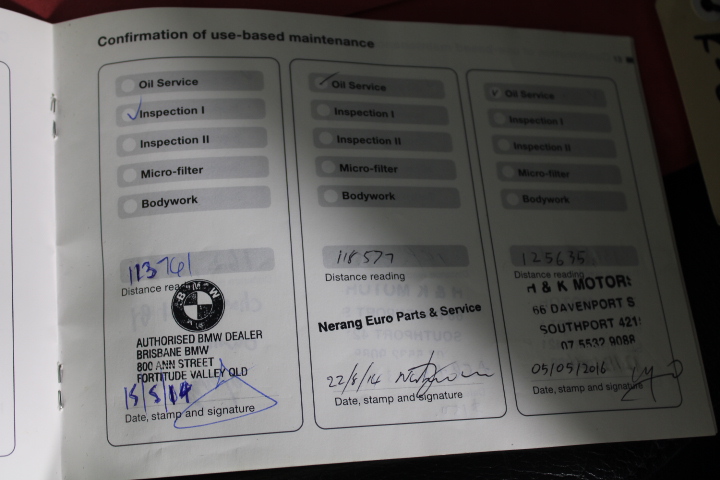 Confirmation of use-based maintenance
Oil Service
Inspection I
Inspection II
Micro-filter
Bodywork
113761
Distance
BMW
AUTHORISED BMW DEALER
BRISBANE BMW
800 ANN STREET
FORTITUDE VALLEY QLD
Date, stamp and signature
Oil Service
Inspection I
Inspection II
Micro-filter
Bodywork
118577
Distance reading
Nerang Euro Parts & Service
22/8/14
Date, stamp and signature
Oil Service
Inspection I
Inspection II
Micro-filter
Bodywork
125635
Distance reading
H & K MOTORS
66 DAVENPORT S
SOUTHPORT 421
07 5532 9088
05/05/2016
Date, stamp and signature